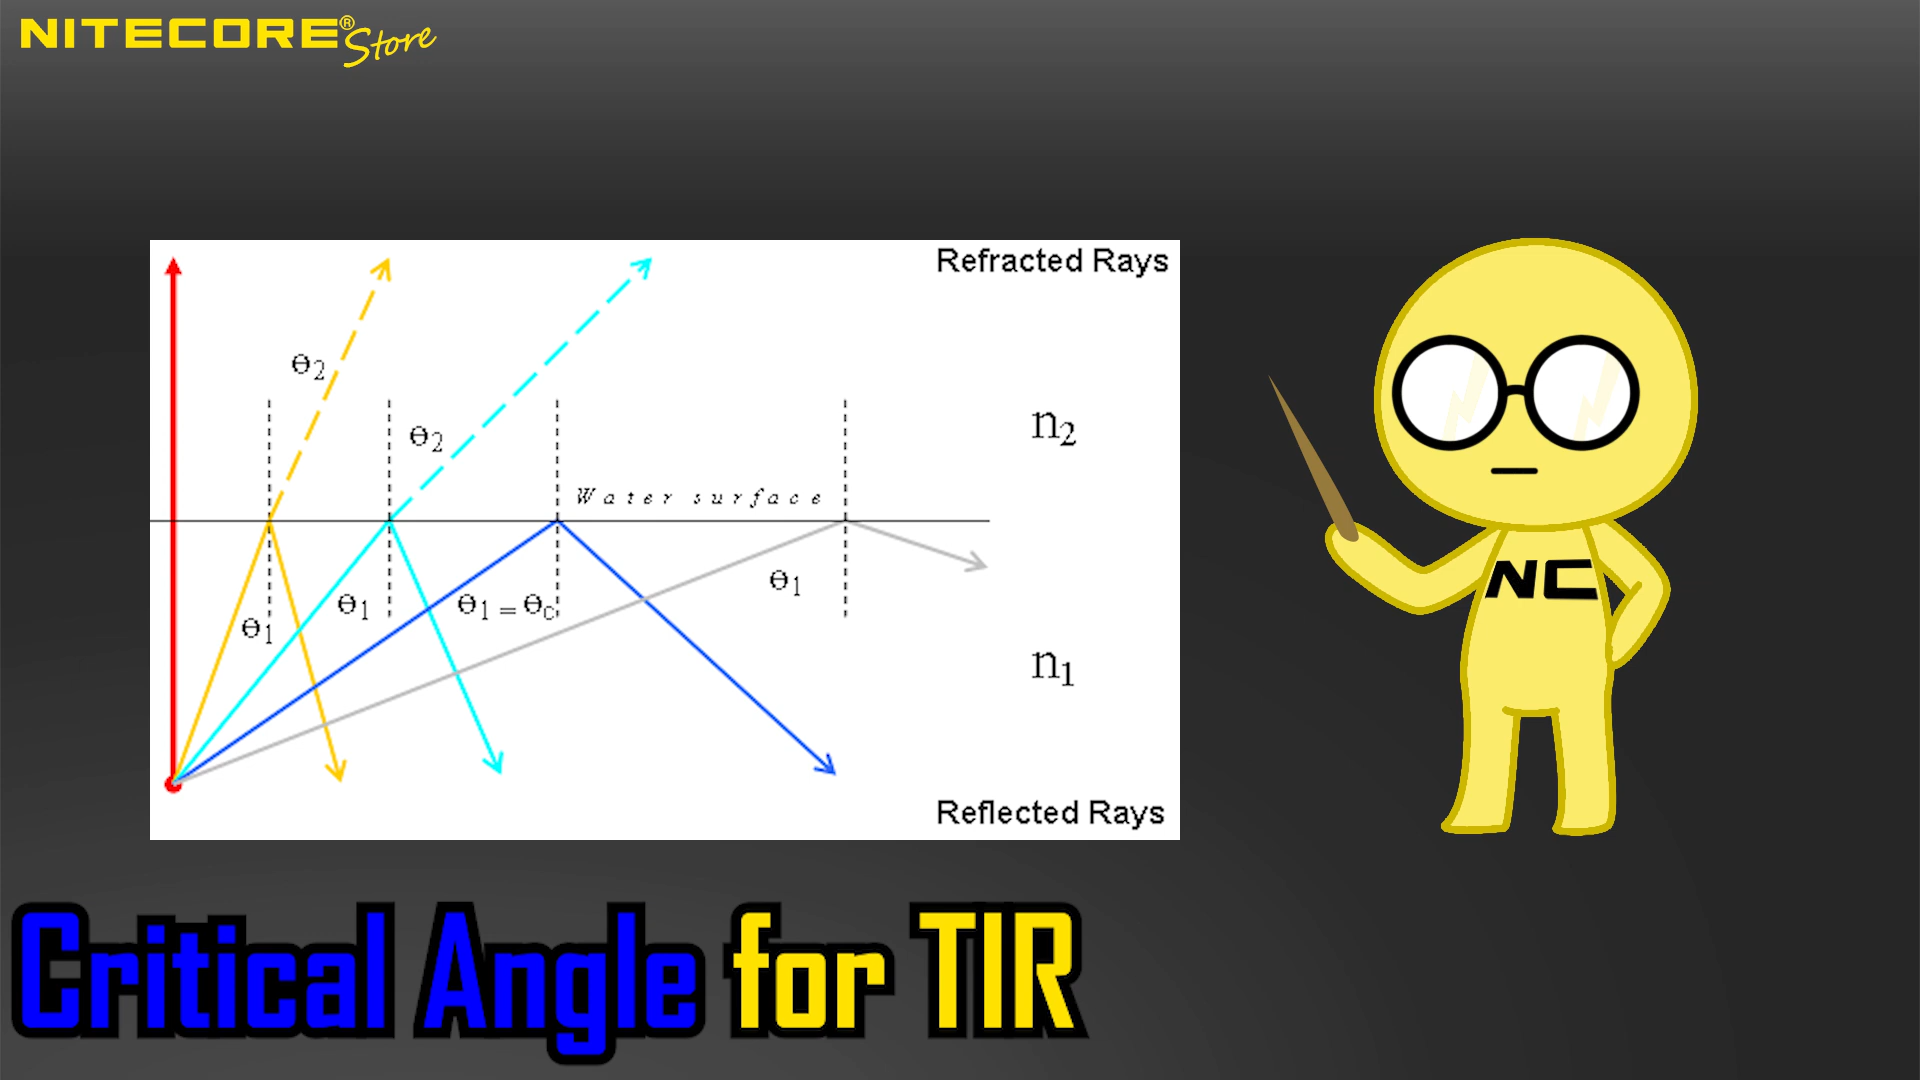 NITECORE® Store
Refracted Rays
θ2
θ2
n2
Water surface
θ1
θ1
θ1 = θc
θ1
n1
Reflected Rays
NC
Critical Angle for TIR